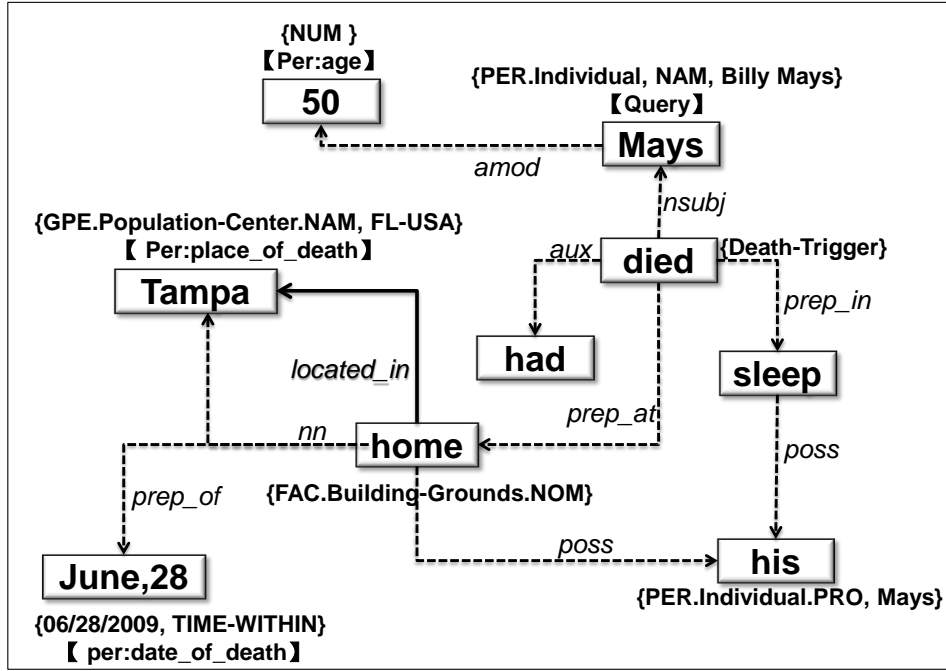 {NUM }
【Per:age】
50
{PER.Individual, NAM, Billy Mays}
【Query】
Mays
amod
nsubj
{GPE.Population-Center.NAM, FL-USA}
【 Per:place_of_death】
Tampa
aux
died
{Death-Trigger}
prep_in
had
sleep
located_in
prep_at
nn
home
poss
{FAC.Building-Grounds.NOM}
prep_of
poss
June,28
his
{PER.Individual.PRO, Mays}
{06/28/2009, TIME-WITHIN}
【 per:date_of_death】